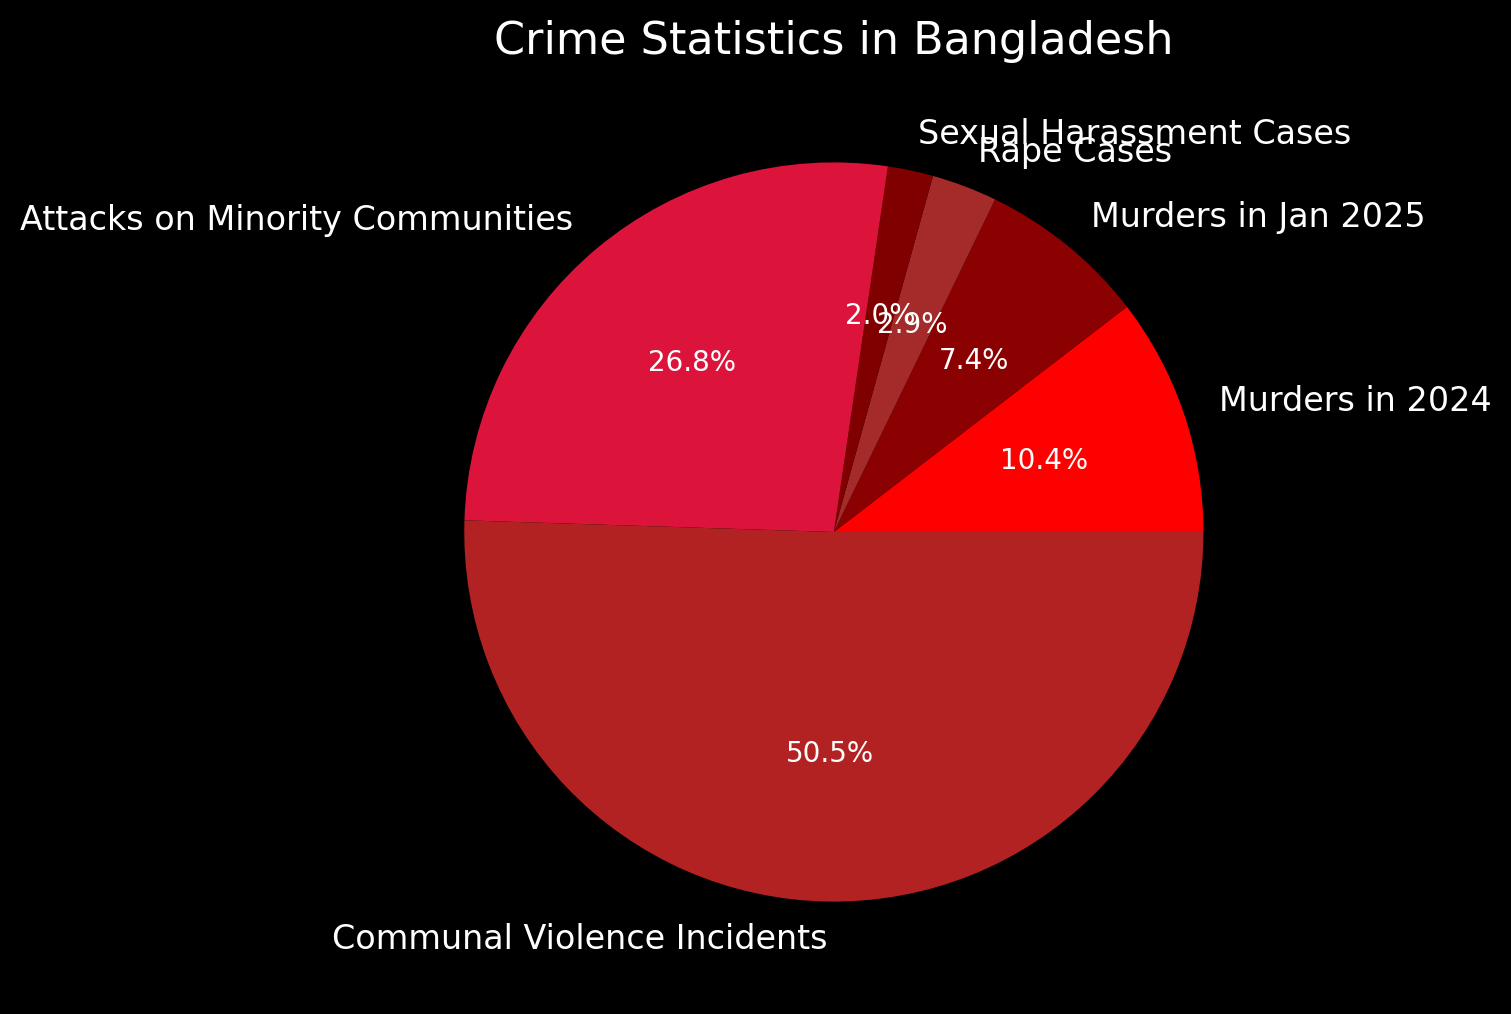 Crime Statistics in Bangladesh
Sexual Harassment Cases
Rape Cases
Murders in Jan 2025
Attacks on Minority Communities
2.0%
2.9%
7.4%
26.8%
Murders in 2024
10.4%
50.5%
Communal Violence Incidents